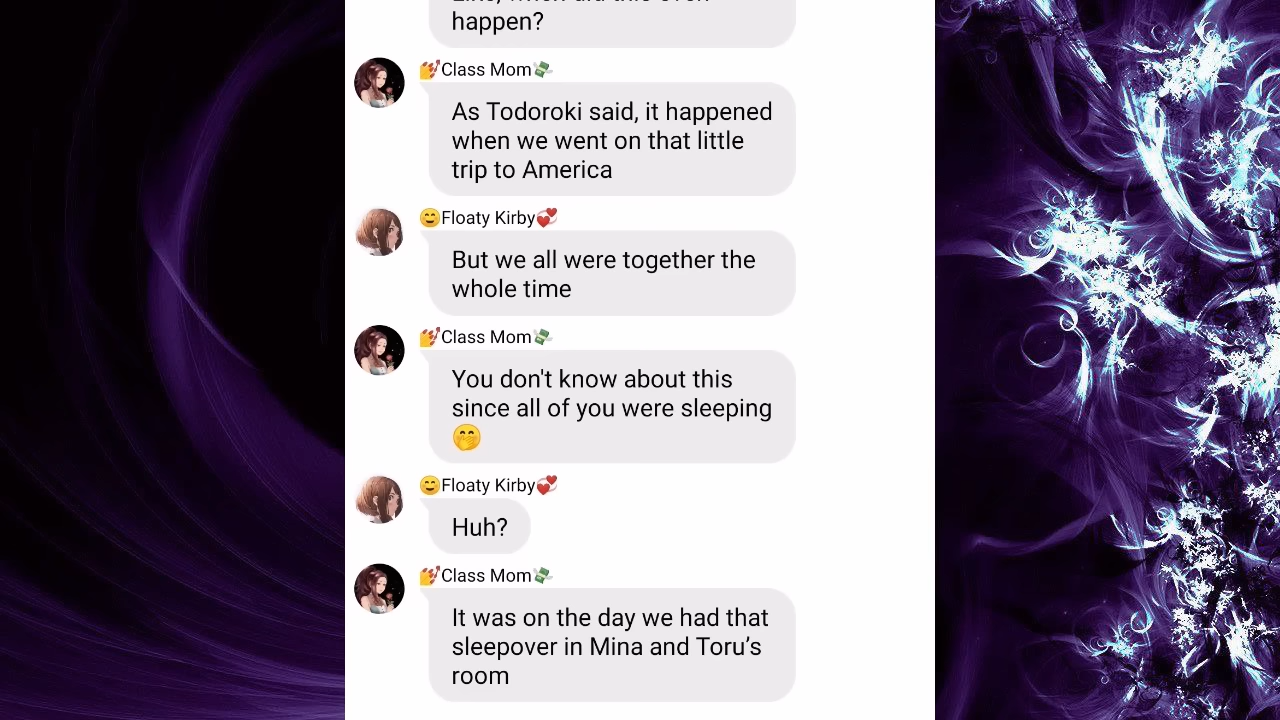 happen?
💅Class Mom💸
As Todoroki said, it happened
when we went on that little
trip to America
😊Floaty Kirby💞
But we all were together the
whole time
💅Class Mom💸
You don't know about this
since all of you were sleeping
🤭
😊Floaty Kirby💞
Huh?
💅Class Mom💸
It was on the day we had that
sleepover in Mina and Toru’s
room